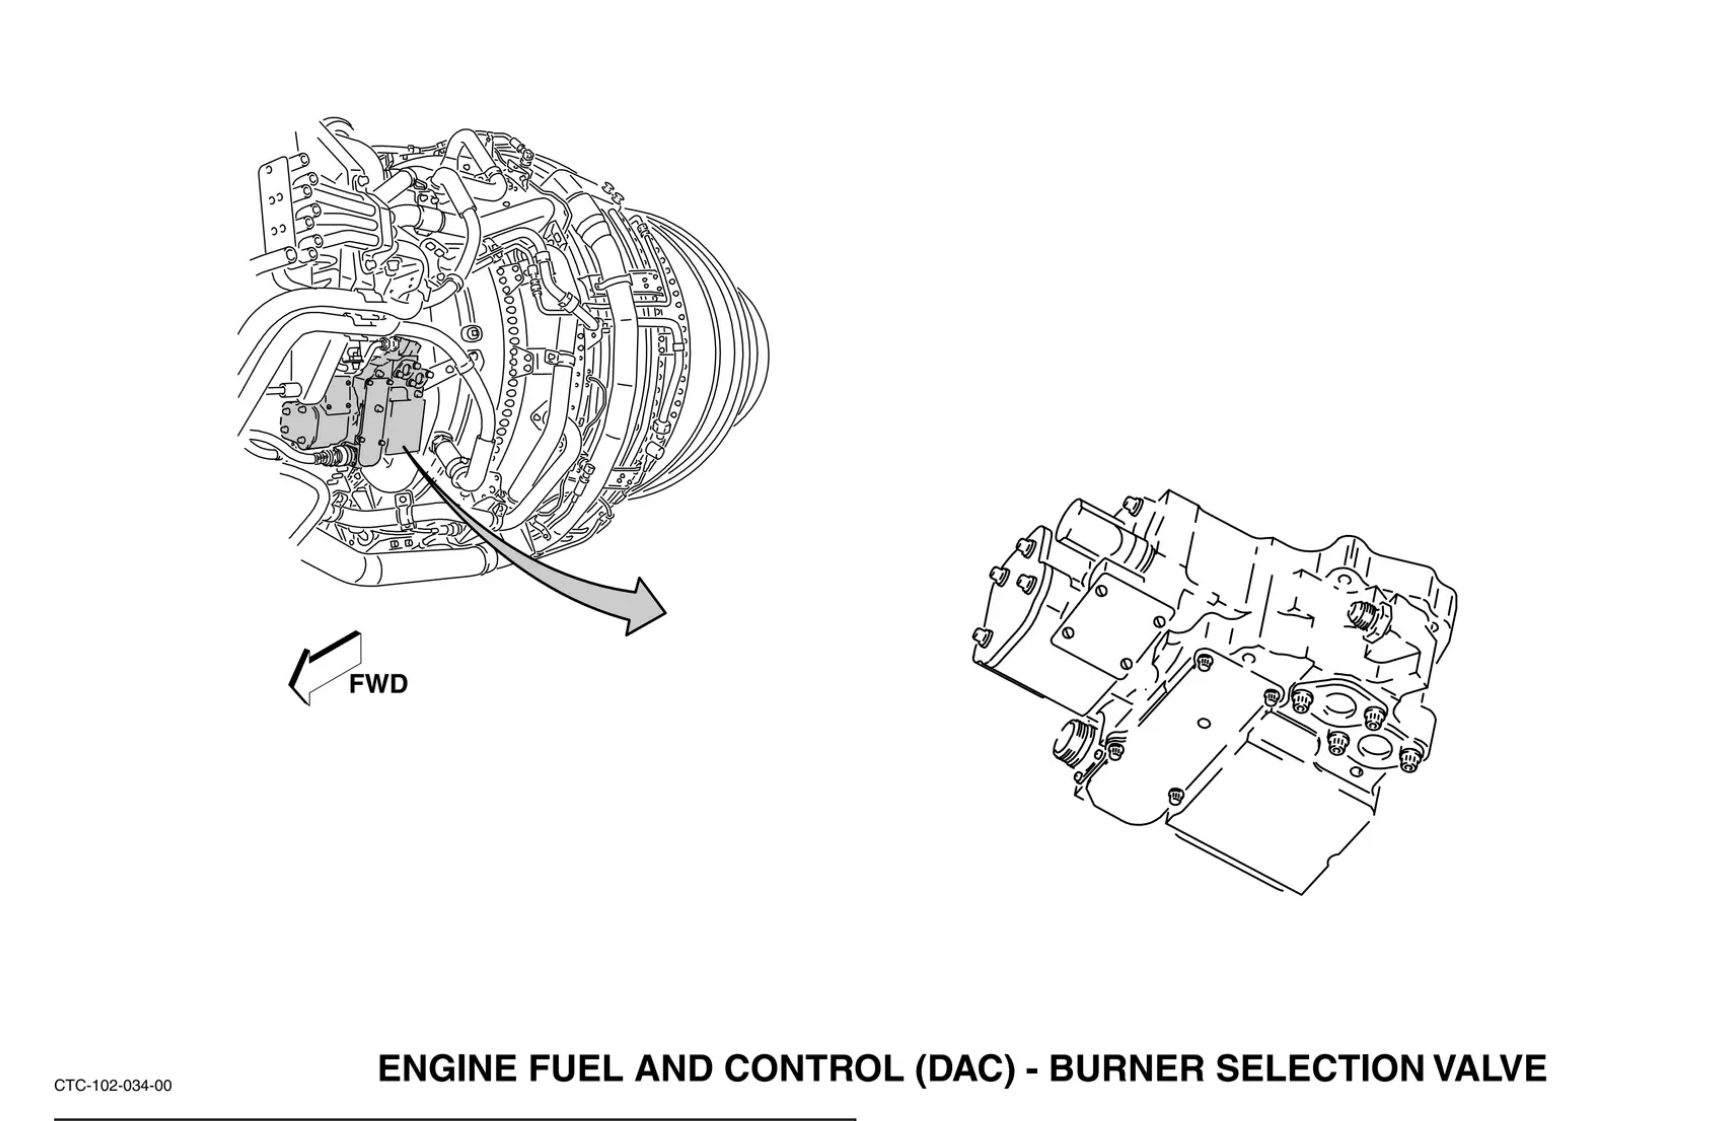 FWD
CTC-102-034-00
ENGINE FUEL AND CONTROL (DAC) - BURNER SELECTION VALVE